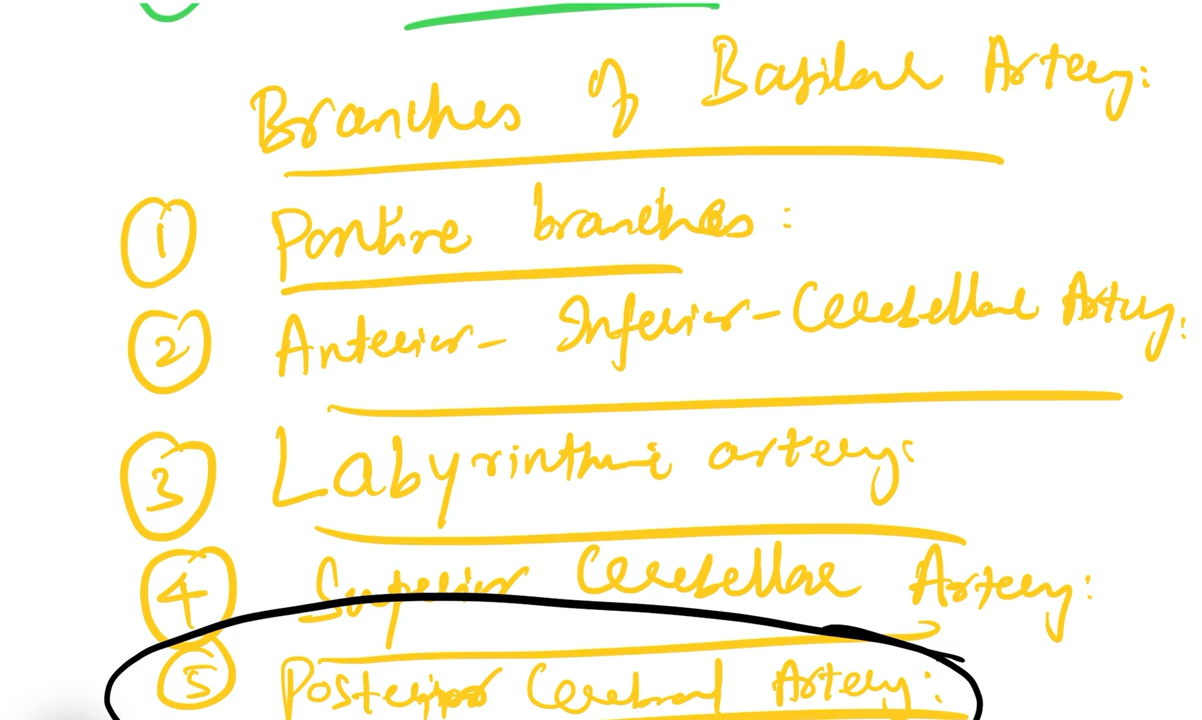 Branches of Basilar Artery:
① Pontine branches:
② Anterior- Inferior-Cerebellar Artery:
③ Labyrinthine artery:
④ Superior Cerebellar Artery:
⑤ Posterior Cerebral Artery: